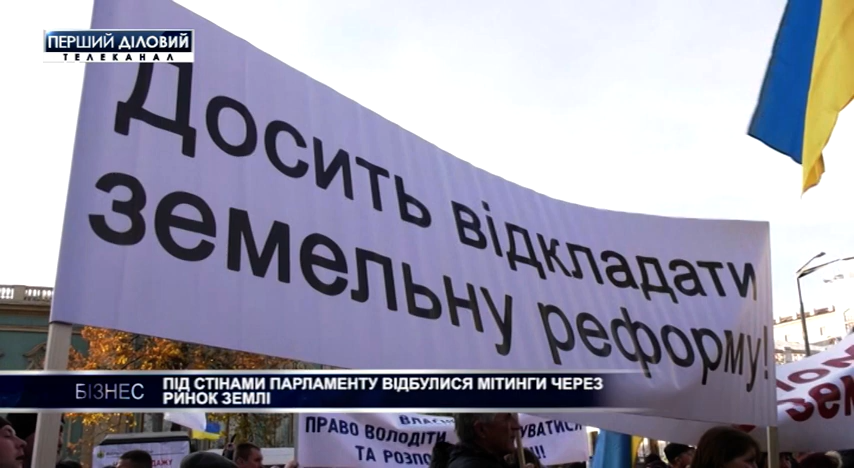 ПЕРШИЙ ДІЛОВИЙ
ТЕЛЕКАНАЛ
Досить відкладати
земельну реформу!
БІЗНЕС
ПІД СТІНАМИ ПАРЛАМЕНТУ ВІДБУЛИСЯ МІТИНГИ ЧЕРЕЗ
РИНОК ЗЕМЛІ
ПРАВО ВОЛОДІТИ
ТА